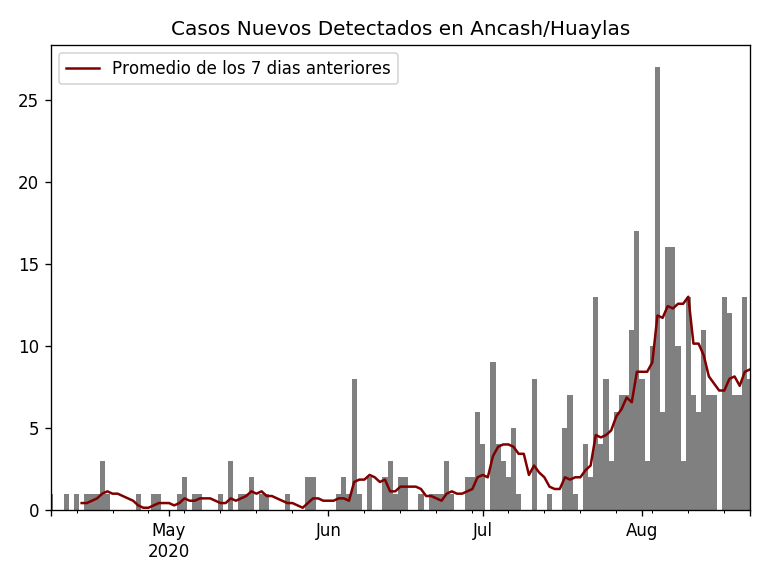 Casos Nuevos Detectados en Ancash/Huaylas
Promedio de los 7 dias anteriores
25
20
15
10
5
0
May
2020
Jun
Jul
Aug